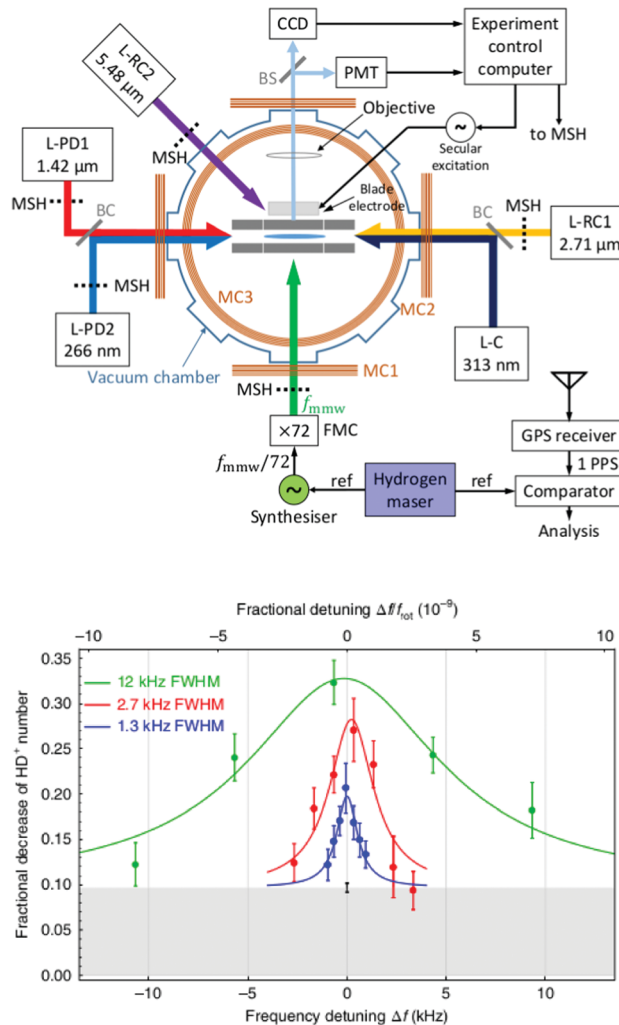 CCD
Experiment
control
computer
BS
PMT
L-RC2
5.48 µm
Objective
to MSH
MSH
Secular
excitation
L-PD1
1.42 µm
Blade
electrode
MSH
BC
BC
MSH
L-RC1
2.71 µm
MSH
MC3
MC2
L-PD2
266 nm
L-C
313 nm
Vacuum chamber
MC1
MSH
fmmw
×72
FMC
GPS receiver
fmmw/72
1 PPS
ref
Hydrogen
maser
ref
Comparator
~
~
Synthesiser
Analysis
Fractional detuning Δf/frot (10⁻⁹)
−10
−5
0
5
10
0.35
0.30
0.25
0.20
0.15
0.10
0.05
0.00
12 kHz FWHM
2.7 kHz FWHM
1.3 kHz FWHM
Fractional decrease of HD⁺ number
−10
−5
0
5
10
Frequency detuning Δf (kHz)